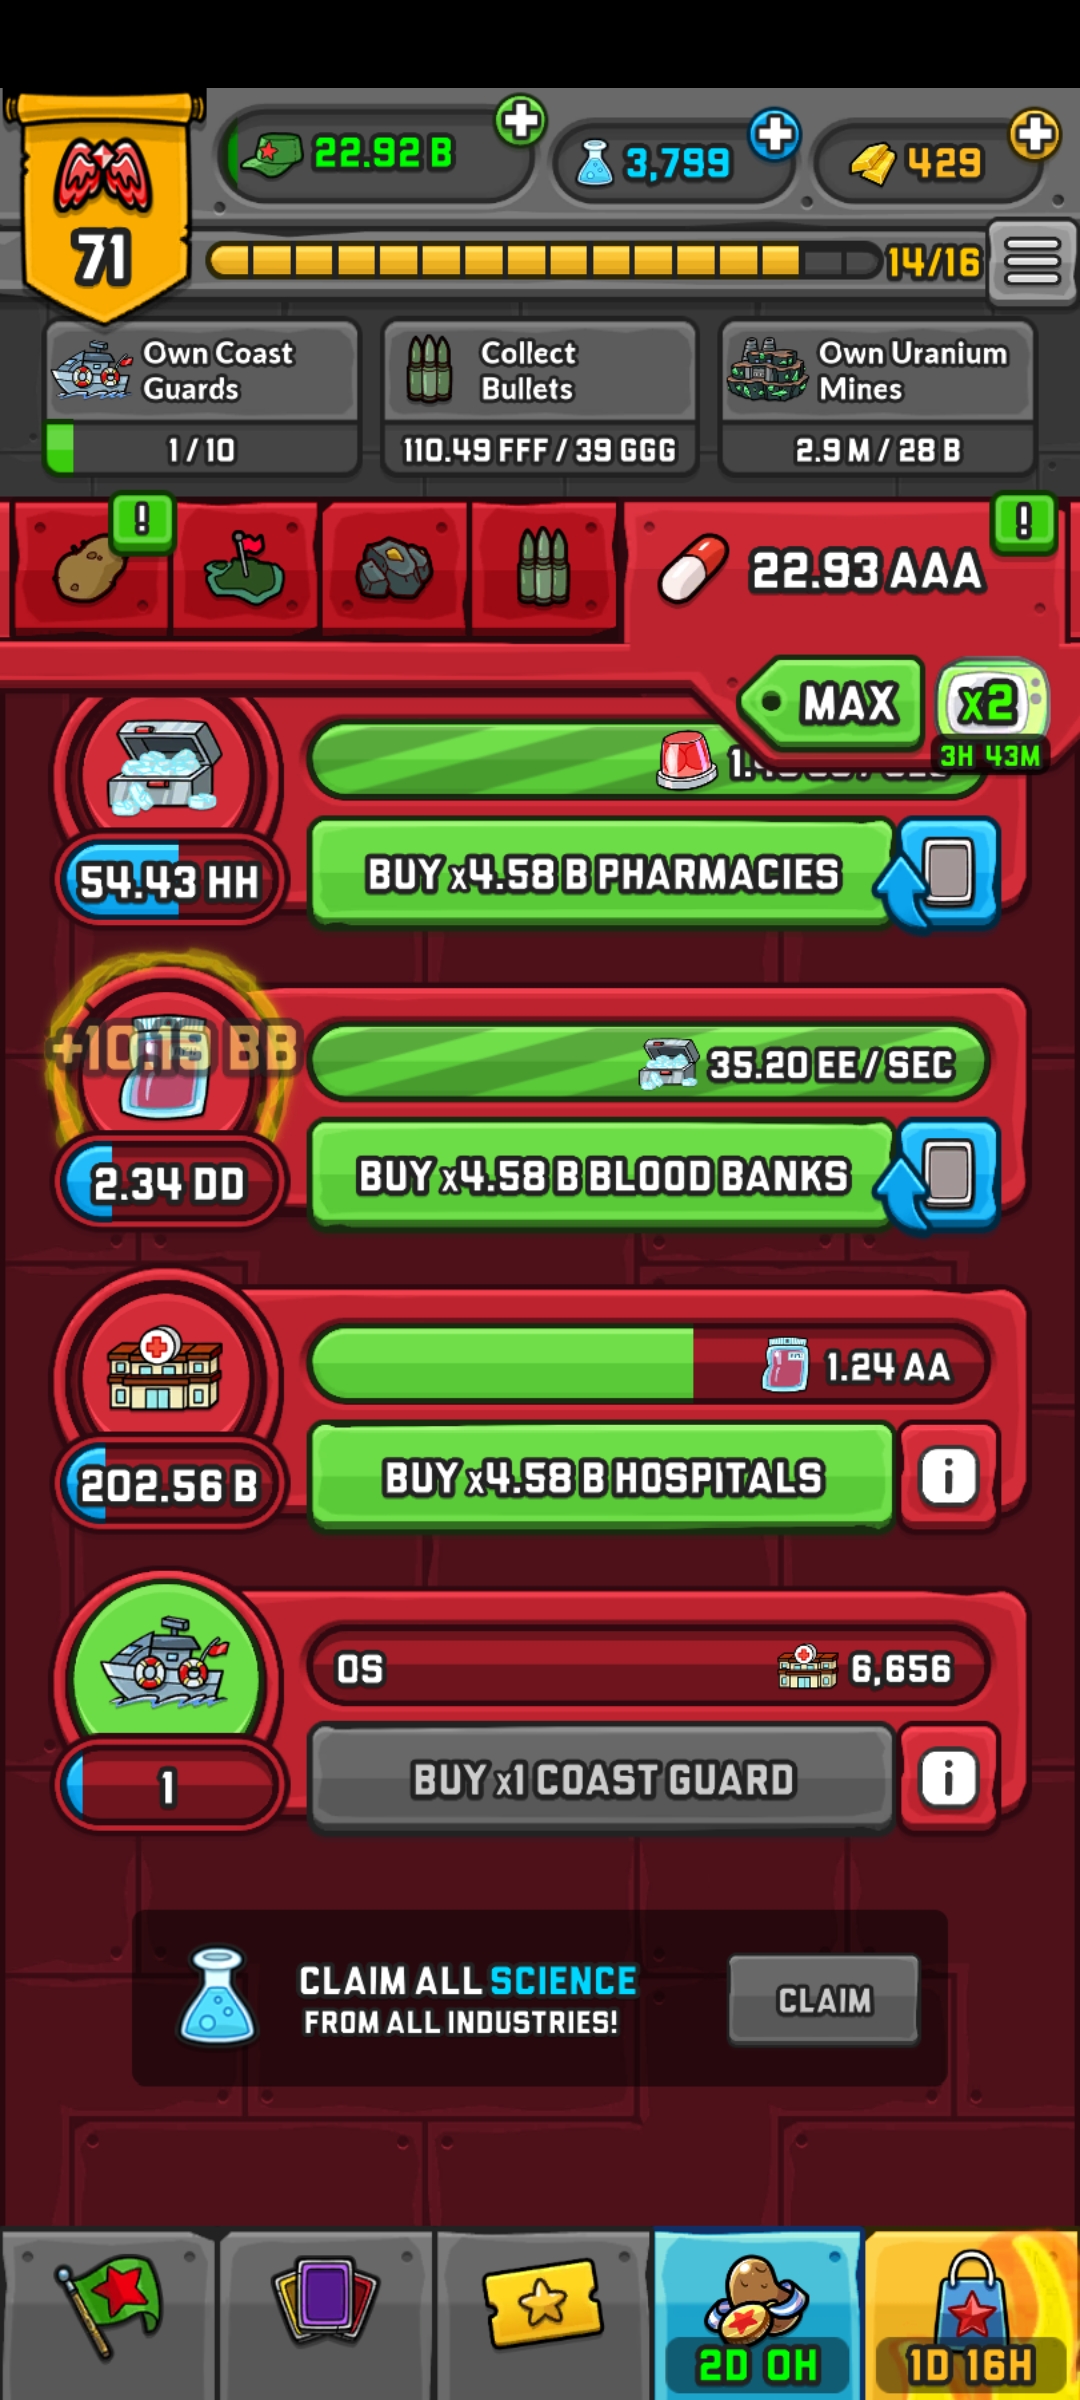 22.92 B
3,799
429
71
14/16
Own Coast
Guards
1/10
Collect
Bullets
110.49 FFF / 39 GGG
Own Uranium
Mines
2.9 M / 28 B
!
!
22.93 AAA
MAX
x2
3H 43M
54.43 HH
BUY x4.58 B PHARMACIES
+10.19 BB
35.20 EE / SEC
2.34 DD
BUY x4.58 B BLOOD BANKS
1.24 AA
202.56 B
BUY x4.58 B HOSPITALS
i
0S
6,656
1
BUY x1 COAST GUARD
i
CLAIM ALL SCIENCE
FROM ALL INDUSTRIES!
CLAIM
2D 0H
1D 16H